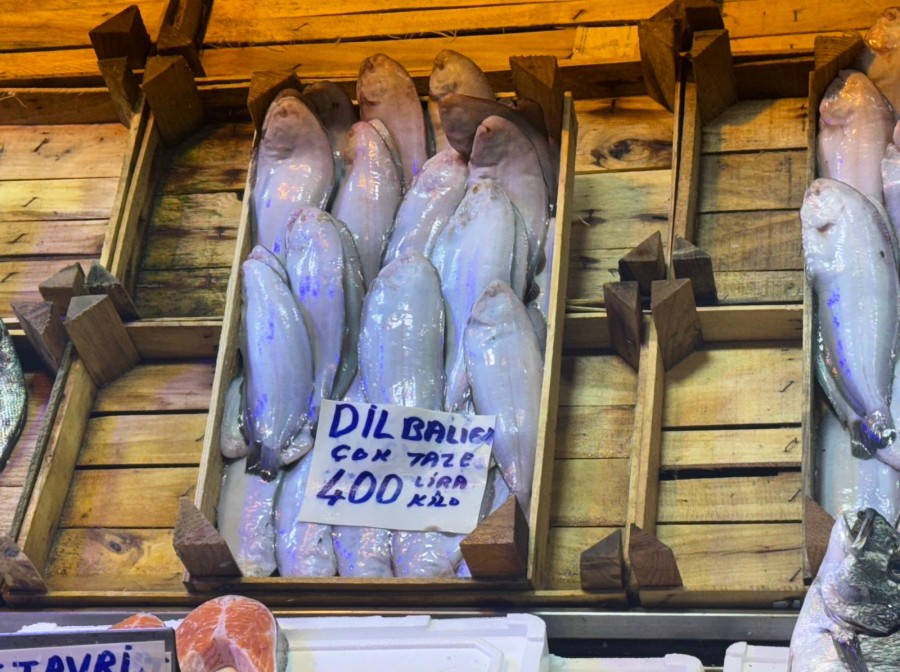 DİL BALIĞI
ÇOK TAZE
400 LİRA
KİLO